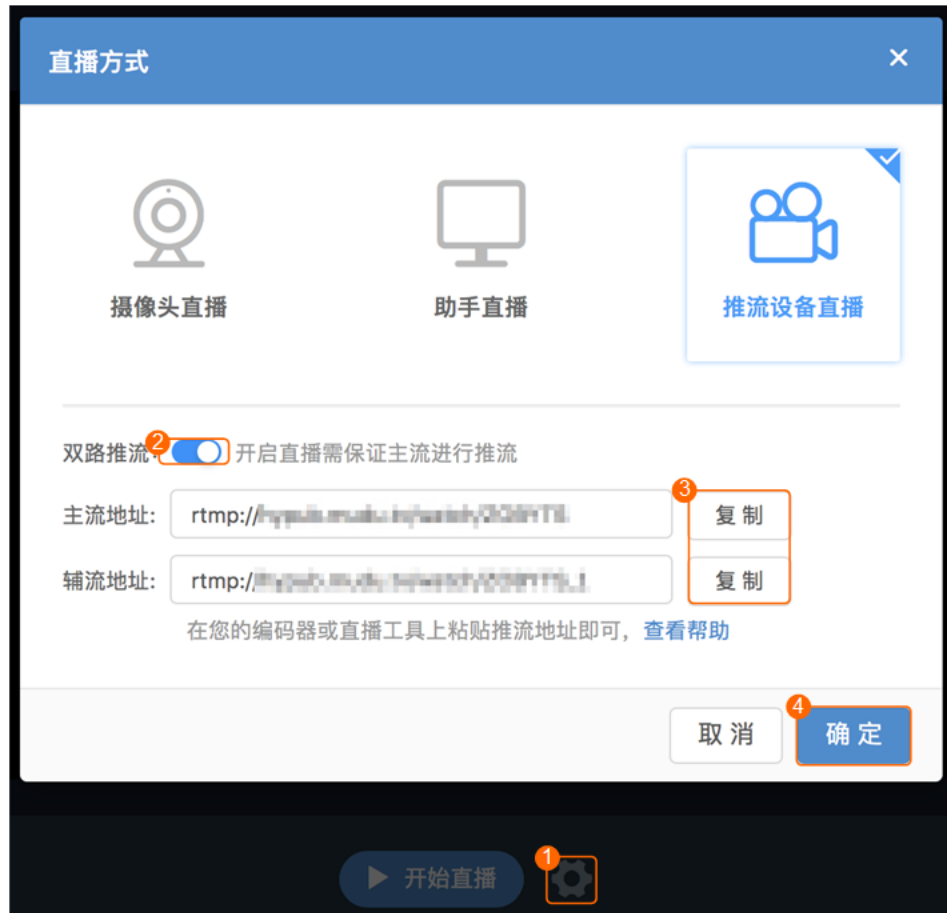 直播方式
摄像头直播
助手直播
推流设备直播
双路推流: 2 开启直播需保证主流进行推流
3
主流地址: rtmp:// 复制
辅流地址: rtmp:/ 复制
在您的编码器或直播工具上粘贴推流地址即可，查看帮助
4
取消 确定
1
开始直播